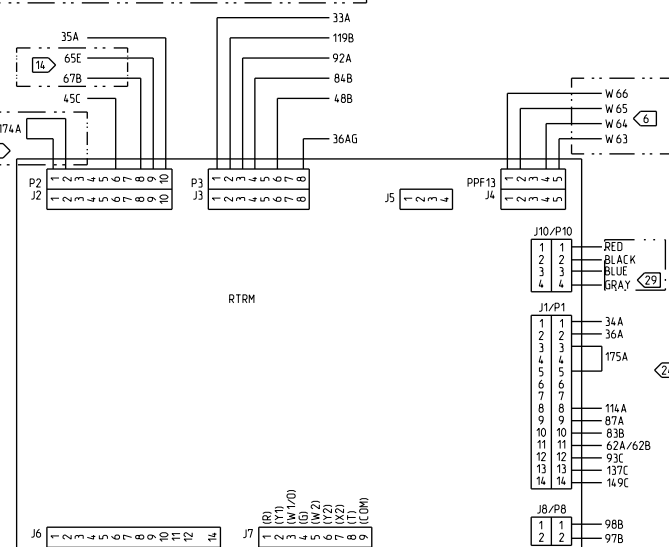 33A
35A
119B
65E
92A
14
67B
84B
45C
48B
W66
W65
174A
W64
6
36AG
W63
P2
1 2 3 4 5 6 7 8 9 10
J2
1 2 3 4 5 6 7 8 9 10
P3
1 2 3 4 5 6 7 8
J3
1 2 3 4 5 6 7 8
J5
1 2 3 4
PPF13
1 2 3 4 5
J4
1 2 3 4 5
J10/P10
1 1 RED
2 2 BLACK
3 3 BLUE
4 4 GRAY
29
RTRM
J1/P1
1 1 34A
2 2 36A
3 3
4 4 175A
5 5
6 6
7 7
8 8 114A
9 9 87A
10 10 83B
11 11 62A/62B
12 12 93C
13 13 137C
14 14 149C
J8/P8
1 1 98B
2 2 97B
J6
1 2 3 4 5 6 7 8 9 10 11 12 14
J7
1 2 3 4 5 6 7 8 9
(R)
(Y1)
(W1/O)
(G)
(W2)
(Y2)
(X2)
(T)
(COM)